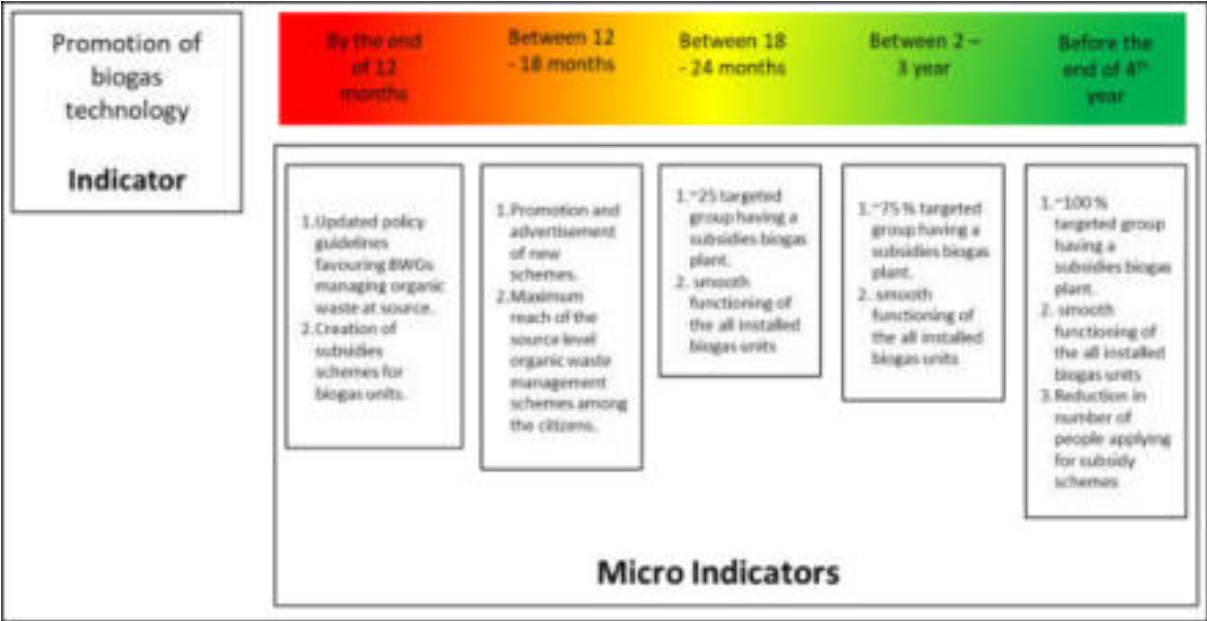 Promotion of
biogas
technology
Indicator
By the end
of 12
months
Between 12
- 18 months
Between 18
- 24 months
Between 2 –
3 year
Before the
end of 4th
year
1.Updated policy
guidelines
favouring BWGs
managing organic
waste at source.
2.Creation of
subsidies
schemes for
biogas units.
1.Promotion and
advertisement
of new
schemes.
2.Maximum
reach of the
source level
organic waste
management
schemes among
the citizens.
1.~25 targeted
group having a
subsidies biogas
plant.
2. smooth
functioning of
the all installed
biogas units
1.~75 % targeted
group having a
subsidies biogas
plant.
2. smooth
functioning of
the all installed
biogas units
1.~100 %
targeted group
having a
subsidies biogas
plant.
2. smooth
functioning of
the all installed
biogas units
3.Reduction in
number of
people applying
for subsidy
schemes
Micro Indicators